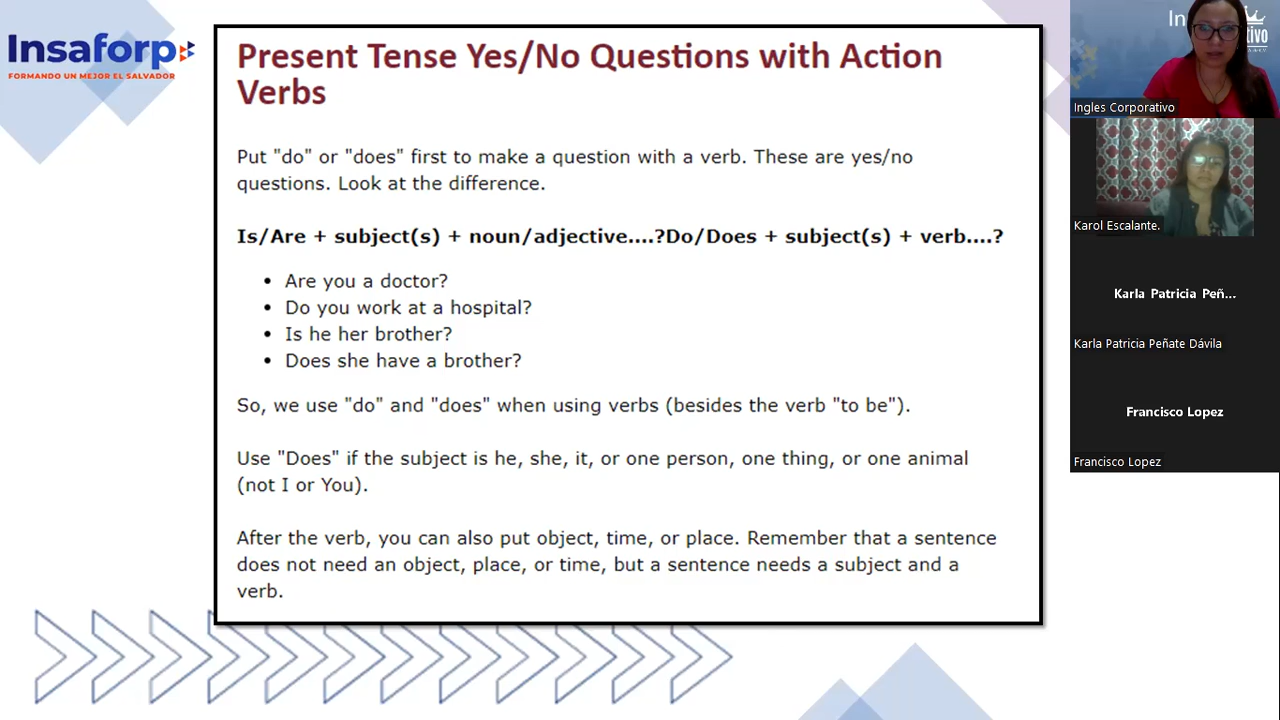 Insaforp
FORMANDO UN MEJOR EL SALVADOR
Present Tense Yes/No Questions with Action
Verbs
Put "do" or "does" first to make a question with a verb. These are yes/no
questions. Look at the difference.
Is/Are + subject(s) + noun/adjective....?Do/Does + subject(s) + verb....?
• Are you a doctor?
• Do you work at a hospital?
• Is he her brother?
• Does she have a brother?
So, we use "do" and "does" when using verbs (besides the verb "to be").
Use "Does" if the subject is he, she, it, or one person, one thing, or one animal
(not I or You).
After the verb, you can also put object, time, or place. Remember that a sentence
does not need an object, place, or time, but a sentence needs a subject and a
verb.
Ingles Corporativo
Karol Escalante.
Karla Patricia Peñ...
Karla Patricia Peñate Dávila
Francisco Lopez
Francisco Lopez